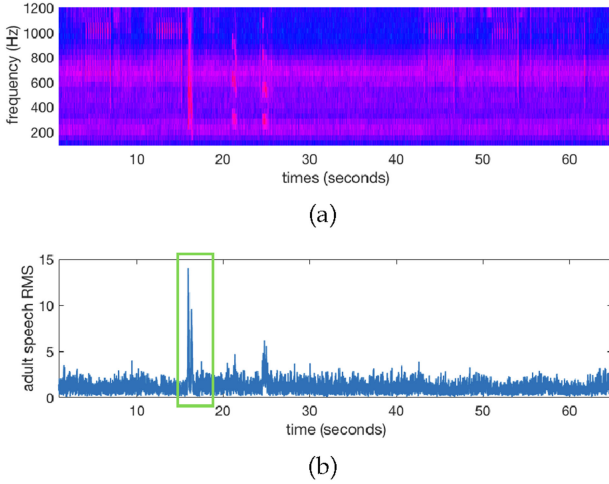 1200
1000
800
600
400
200
frequency (Hz)
10 20 30 40 50 60
times (seconds)
(a)
15
10
5
0
adult speech RMS
10 20 30 40 50 60
time (seconds)
(b)